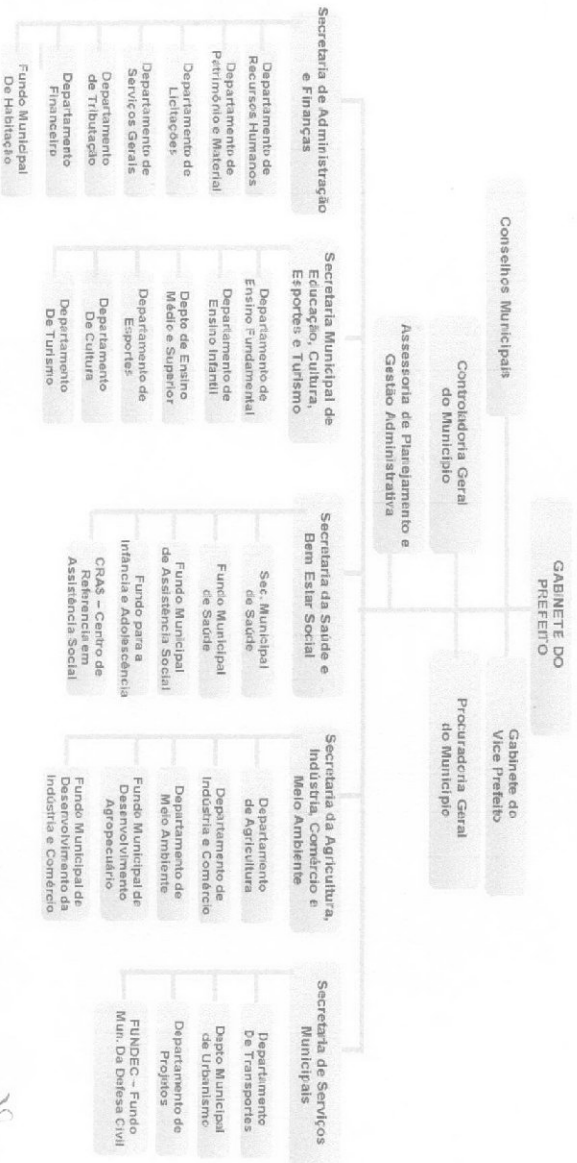 GABINETE DO
PREFEITO
Conselhos Municipais
Gabinete do
Vice Prefeito
Controladoria Geral
do Município
Procuradoria Geral
do Município
Assessoria de Planejamento e
Gestão Administrativa
Secretaria de Administração
e Finanças
Departamento de
Recursos Humanos
Departamento de
Patrimônio e Material
Departamento de
Licitações
Departamento de
Serviços Gerais
Departamento
de Tributação
Departamento
Financeiro
Fundo Municipal
De Habitação
Secretaria Municipal de
Educação, Cultura,
Esportes e Turismo
Departamento de
Ensino Fundamental
Departamento de
Ensino Infantil
Depto de Ensino
Médio e Superior
Departamento de
Esportes
Departamento
De Cultura
Departamento
De Turismo
Secretaria da Saúde e
Bem Estar Social
Sec. Municipal
de Saúde
Fundo Municipal
de Saúde
Fundo Municipal
de Assistência Social
Fundo para a
Infância e Adolescência
CRAS – Centro de
Referencia em
Assistência Social
Secretaria da Agricultura,
Indústria, Comércio e
Meio Ambiente
Departamento
de Agricultura
Departamento de
Indústria e Comércio
Departamento de
Meio Ambiente
Fundo Municipal de
Desenvolvimento
Agropecuário
Fundo Municipal de
Desenvolvimento da
Indústria e Comércio
Secretaria de Serviços
Municipais
Departamento
De Transportes
Depto Municipal
de Urbanismo
Departamento de
Projetos
FUNDEC – Fundo
Mun. Da Defesa Civil